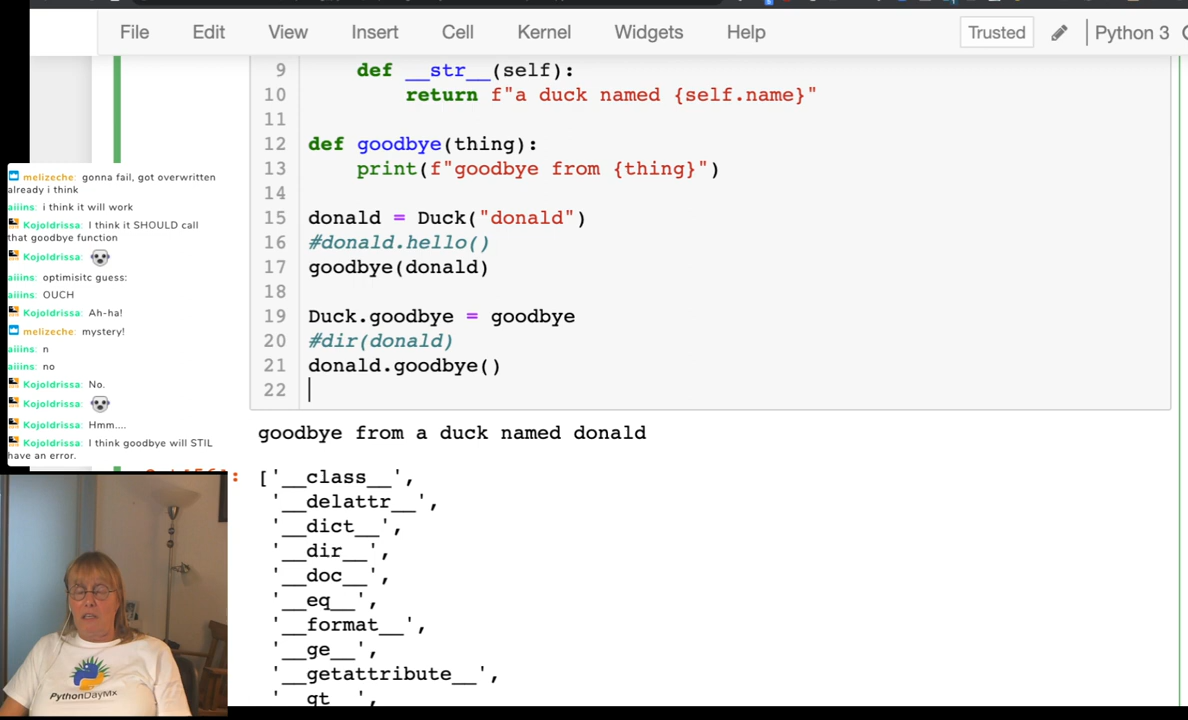 File Edit View Insert Cell Kernel Widgets Help Trusted Python 3
9 def __str__(self):
10 return f"a duck named {self.name}"
11
12 def goodbye(thing):
13 print(f"goodbye from {thing}")
14
15 donald = Duck("donald")
16 #donald.hello()
17 goodbye(donald)
18
19 Duck.goodbye = goodbye
20 #dir(donald)
21 donald.goodbye()
22
goodbye from a duck named donald
['__class__',
'__delattr__',
'__dict__',
'__dir__',
'__doc__',
'__eq__',
'__format__',
'__ge__',
'__getattribute__',
'__gt__',
melizeche: gonna fail, got overwritten
already i think
aiiins: i think it will work
Kojoldrissa: I think it SHOULD call
that goodbye function
Kojoldrissa:
aiiins: optimisitc guess:
aiiins: OUCH
Kojoldrissa: Ah-ha!
melizeche: mystery!
aiiins: n
aiiins: no
Kojoldrissa: No.
Kojoldrissa:
Kojoldrissa: Hmm....
Kojoldrissa: I think goodbye will STIL
have an error.
PythonDayMx